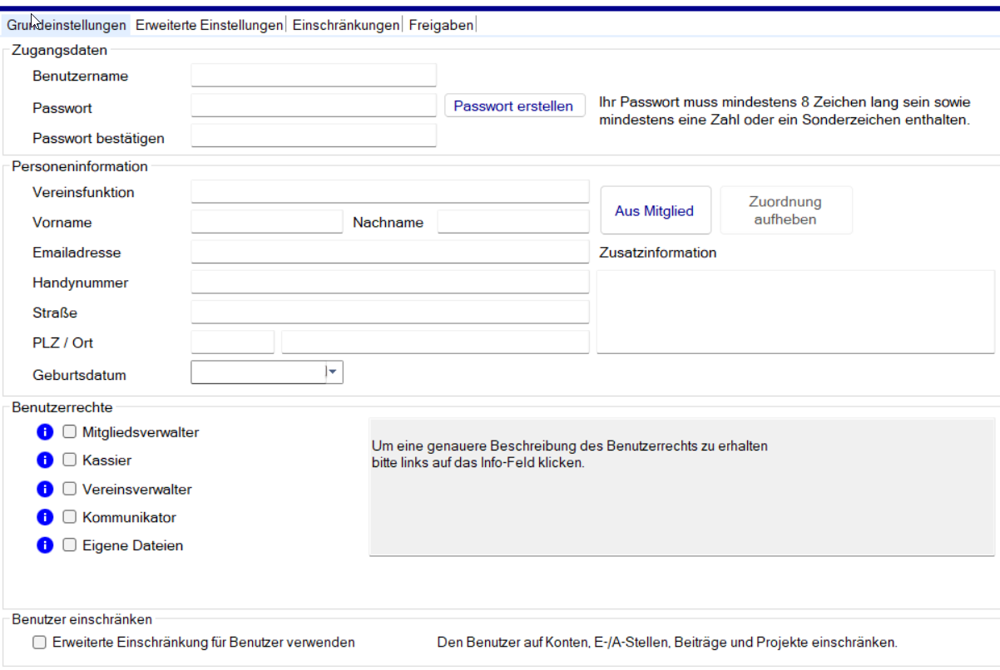 Grundeinstellungen Erweiterte Einstellungen Einschränkungen Freigaben
Zugangsdaten
Benutzername
Passwort Passwort erstellen
Ihr Passwort muss mindestens 8 Zeichen lang sein sowie
mindestens eine Zahl oder ein Sonderzeichen enthalten.
Passwort bestätigen
Personeninformation
Vereinsfunktion
Aus Mitglied
Zuordnung
aufheben
Vorname Nachname
Emailadresse
Zusatzinformation
Handynummer
Straße
PLZ / Ort
Geburtsdatum
Benutzerrechte
i Mitgliedsverwalter
i Kassier
i Vereinsverwalter
i Kommunikator
i Eigene Dateien
Um eine genauere Beschreibung des Benutzerrechts zu erhalten
bitte links auf das Info-Feld klicken.
Benutzer einschränken
Erweiterte Einschränkung für Benutzer verwenden Den Benutzer auf Konten, E-/A-Stellen, Beiträge und Projekte einschränken.